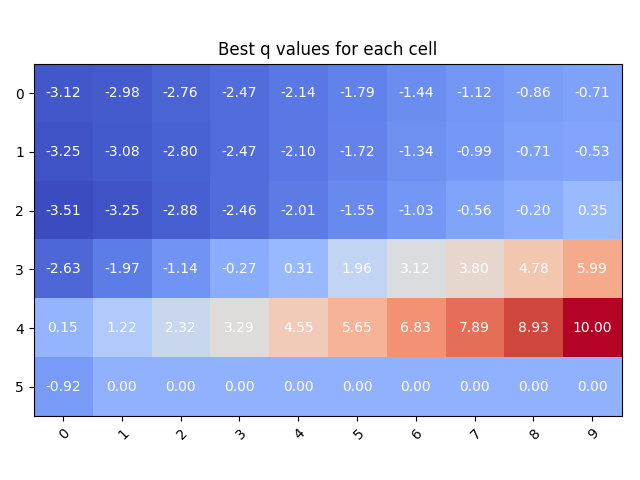 Best q values for each cell
0 -3.12 -2.98 -2.76 -2.47 -2.14 -1.79 -1.44 -1.12 -0.86 -0.71
1 -3.25 -3.08 -2.80 -2.47 -2.10 -1.72 -1.34 -0.99 -0.71 -0.53
2 -3.51 -3.25 -2.88 -2.46 -2.01 -1.55 -1.03 -0.56 -0.20 0.35
3 -2.63 -1.97 -1.14 -0.27 0.31 1.96 3.12 3.80 4.78 5.99
4 0.15 1.22 2.32 3.29 4.55 5.65 6.83 7.89 8.93 10.00
5 -0.92 0.00 0.00 0.00 0.00 0.00 0.00 0.00 0.00 0.00
0 1 2 3 4 5 6 7 8 9